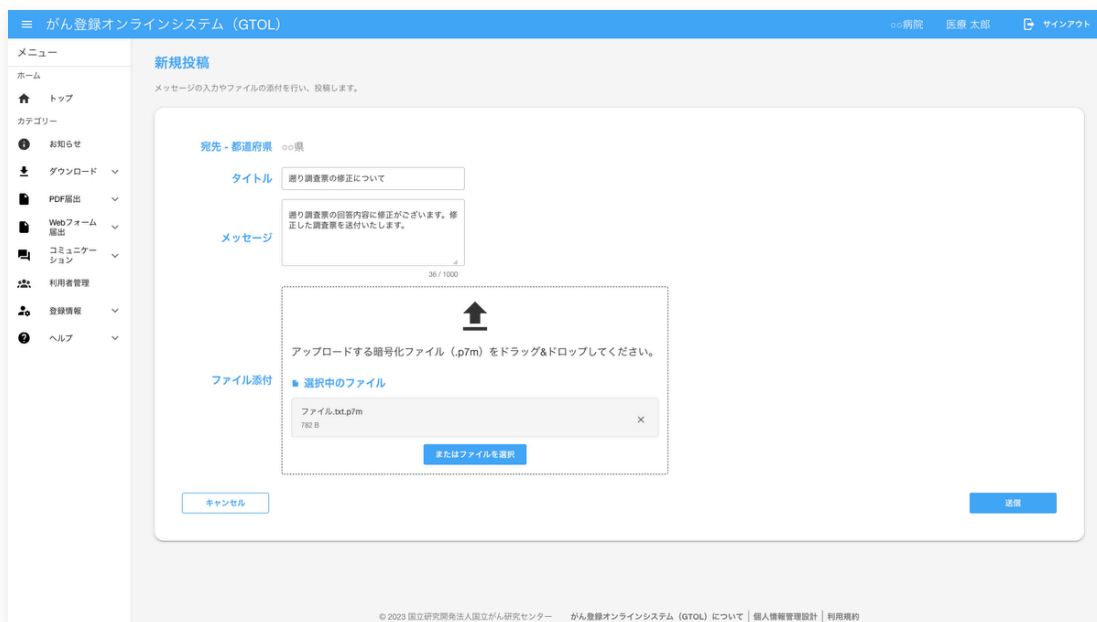 がん登録オンラインシステム（GTOL）
○○病院 医療 太郎 サインアウト
メニュー
ホーム
トップ
カテゴリー
お知らせ
ダウンロード
PDF届出
Webフォーム
届出
コミュニケー
ション
利用者管理
登録情報
ヘルプ
新規投稿
メッセージの入力やファイルの添付を行い、投稿します。
宛先 - 都道府県 ○○県
タイトル 遡り調査票の修正について
メッセージ
遡り調査票の回答内容に修正がございます。修
正した調査票を送付いたします。
36 / 1000
ファイル添付
アップロードする暗号化ファイル（.p7m）をドラッグ&ドロップしてください。
選択中のファイル
ファイル.txt.p7m
782 B
またはファイルを選択
キャンセル 送信
© 2023 国立研究開発法人国立がん研究センター がん登録オンラインシステム（GTOL）について | 個人情報管理設計 | 利用規約